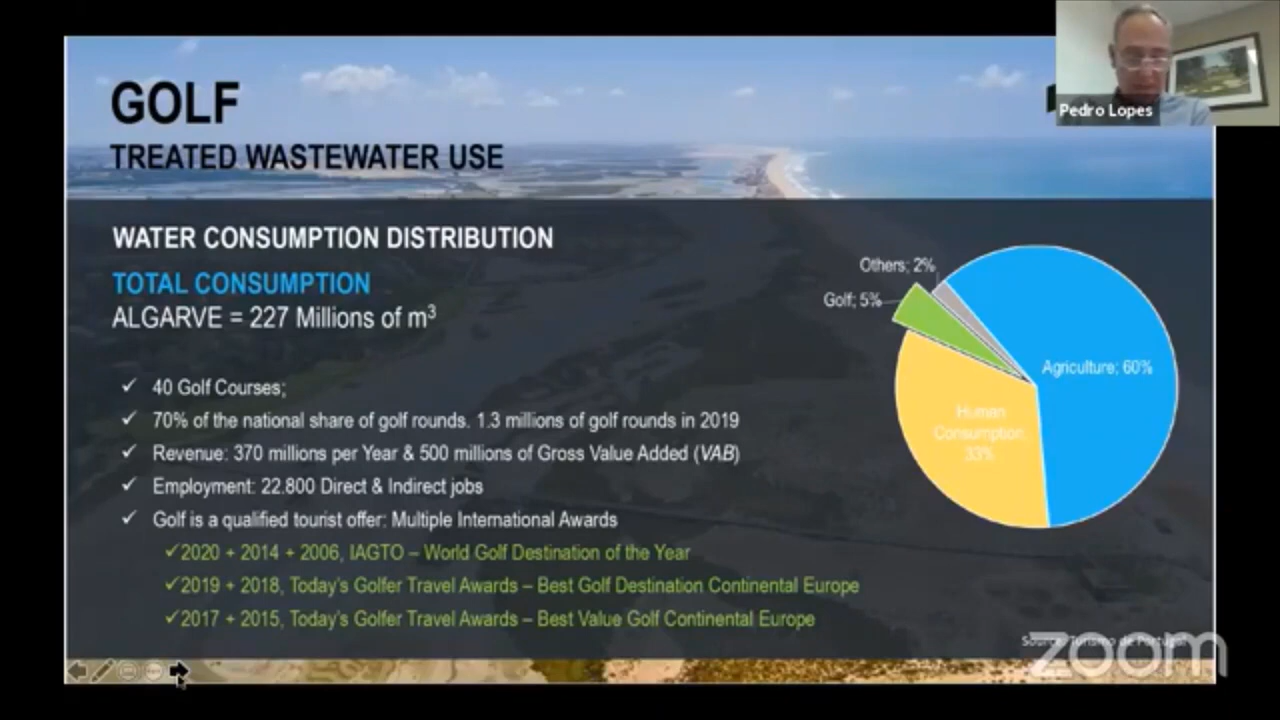 GOLF
TREATED WASTEWATER USE
Pedro Lopes
WATER CONSUMPTION DISTRIBUTION
TOTAL CONSUMPTION
ALGARVE = 227 Millions of m³
✓ 40 Golf Courses;
✓ 70% of the national share of golf rounds. 1.3 millions of golf rounds in 2019
✓ Revenue: 370 millions per Year & 500 millions of Gross Value Added (VAB)
✓ Employment: 22.800 Direct & Indirect jobs
✓ Golf is a qualified tourist offer: Multiple International Awards
✓2020 + 2014 + 2006, IAGTO – World Golf Destination of the Year
✓2019 + 2018, Today's Golfer Travel Awards – Best Golf Destination Continental Europe
✓2017 + 2015, Today's Golfer Travel Awards – Best Value Golf Continental Europe
Others; 2%
Golf; 5%
Agriculture; 60%
Human
Consumption
33%
Source: Turismo de Portugal
zoom